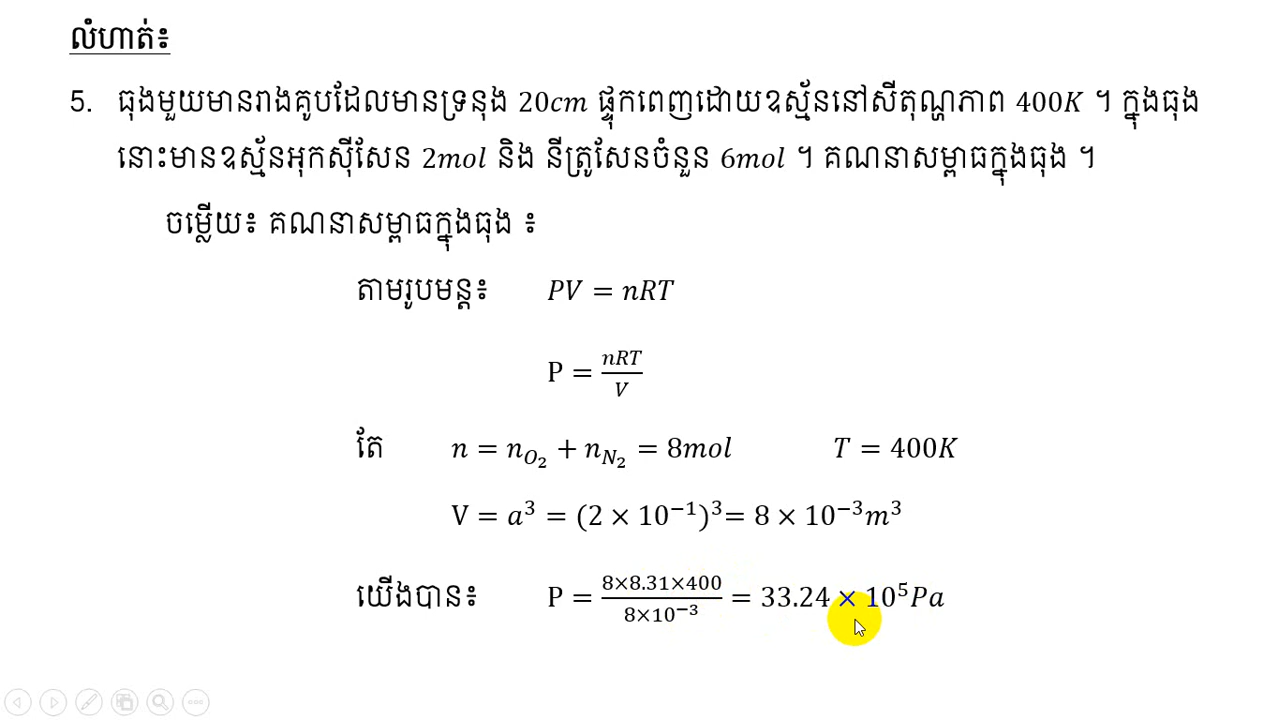 លំហាត់៖
5. ធុងមួយមានរាងគូបដែលមានទ្រនុង 20cm ផ្ទុកពេញដោយឧស្ម័ននៅសីតុណ្ហភាព 400K ។ ក្នុងធុង
នោះមានឧស្ម័នអុកស៊ីសែន 2mol និង នីត្រូសែនចំនួន 6mol ។ គណនាសម្ពាធក្នុងធុង ។
ចម្លើយ៖ គណនាសម្ពាធក្នុងធុង ៖
តាមរូបមន្ត៖ PV = nRT
P = nRT/V
តែ n = n_{O₂} + n_{N₂} = 8mol T = 400K
V = a³ = (2 × 10⁻¹)³= 8 × 10⁻³m³
យើងបាន៖ P = 8×8.31×400/8×10⁻³ = 33.24 × 10⁵Pa